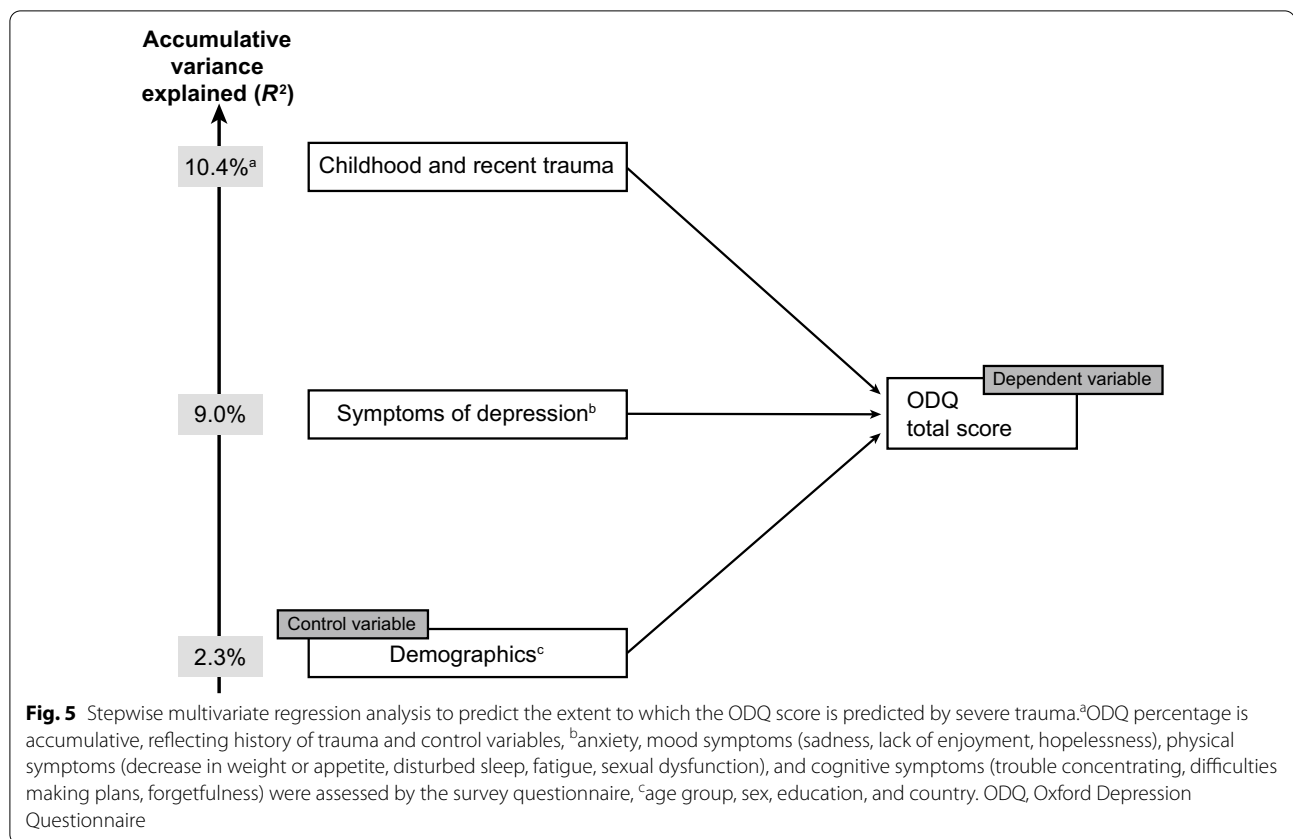 Accumulative
variance
explained (R²)
10.4%ᵃ
Childhood and recent trauma
Dependent variable
9.0%
Symptoms of depressionᵇ
ODQ
total score
Control variable
2.3%
Demographicsᶜ
Fig. 5 Stepwise multivariate regression analysis to predict the extent to which the ODQ score is predicted by severe trauma.ᵃODQ percentage is
accumulative, reflecting history of trauma and control variables, ᵇanxiety, mood symptoms (sadness, lack of enjoyment, hopelessness), physical
symptoms (decrease in weight or appetite, disturbed sleep, fatigue, sexual dysfunction), and cognitive symptoms (trouble concentrating, difficulties
making plans, forgetfulness) were assessed by the survey questionnaire, ᶜage group, sex, education, and country. ODQ, Oxford Depression
Questionnaire